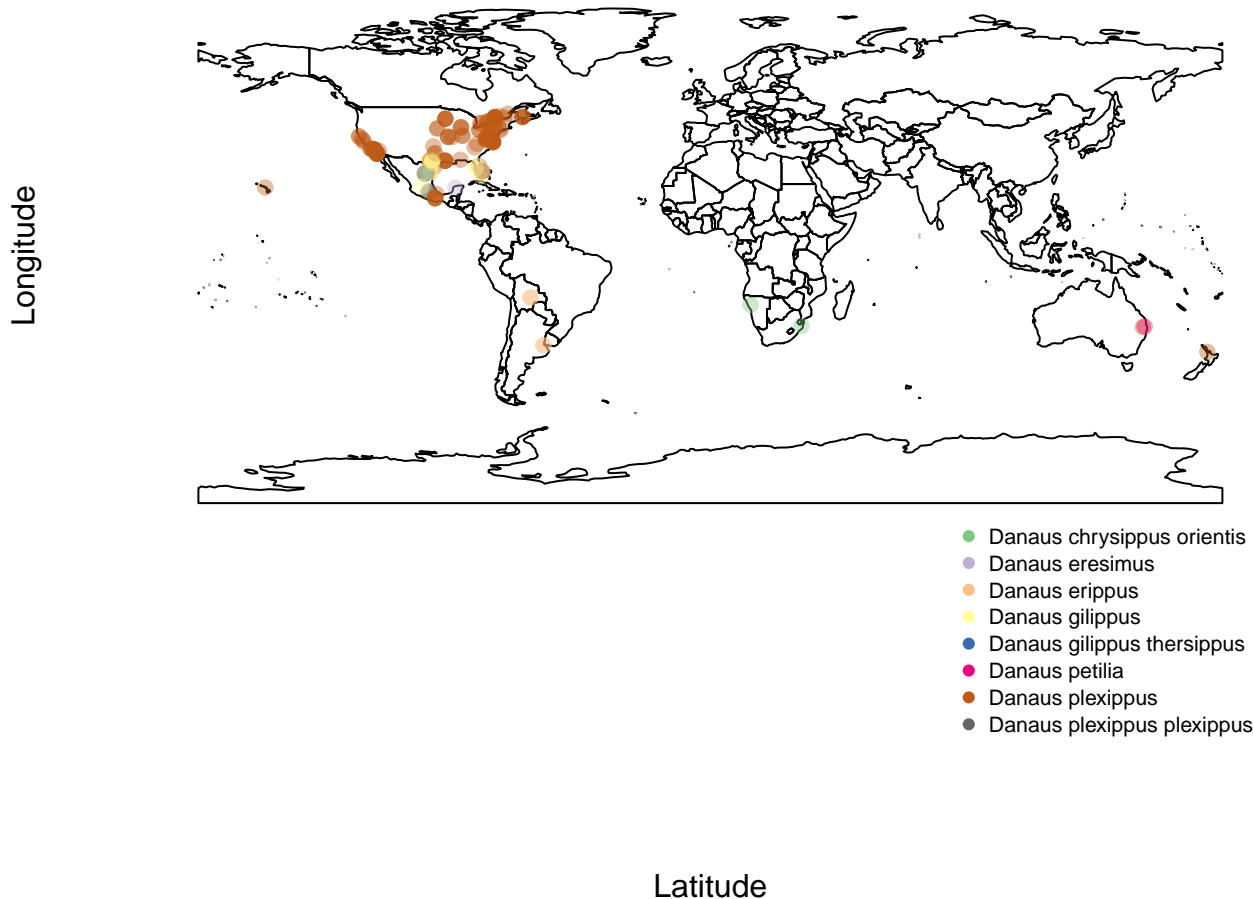 Longitude
Danaus chrysippus orientis
Danaus eresimus
Danaus erippus
Danaus gilippus
Danaus gilippus thersippus
Danaus petilia
Danaus plexippus
Danaus plexippus plexippus
Latitude